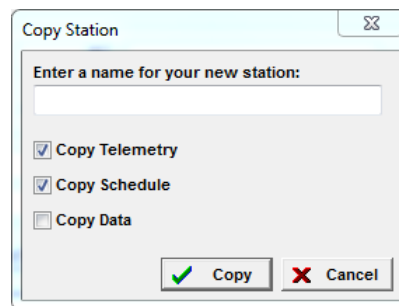 Copy Station
Enter a name for your new station:
Copy Telemetry
Copy Schedule
Copy Data
Copy Cancel